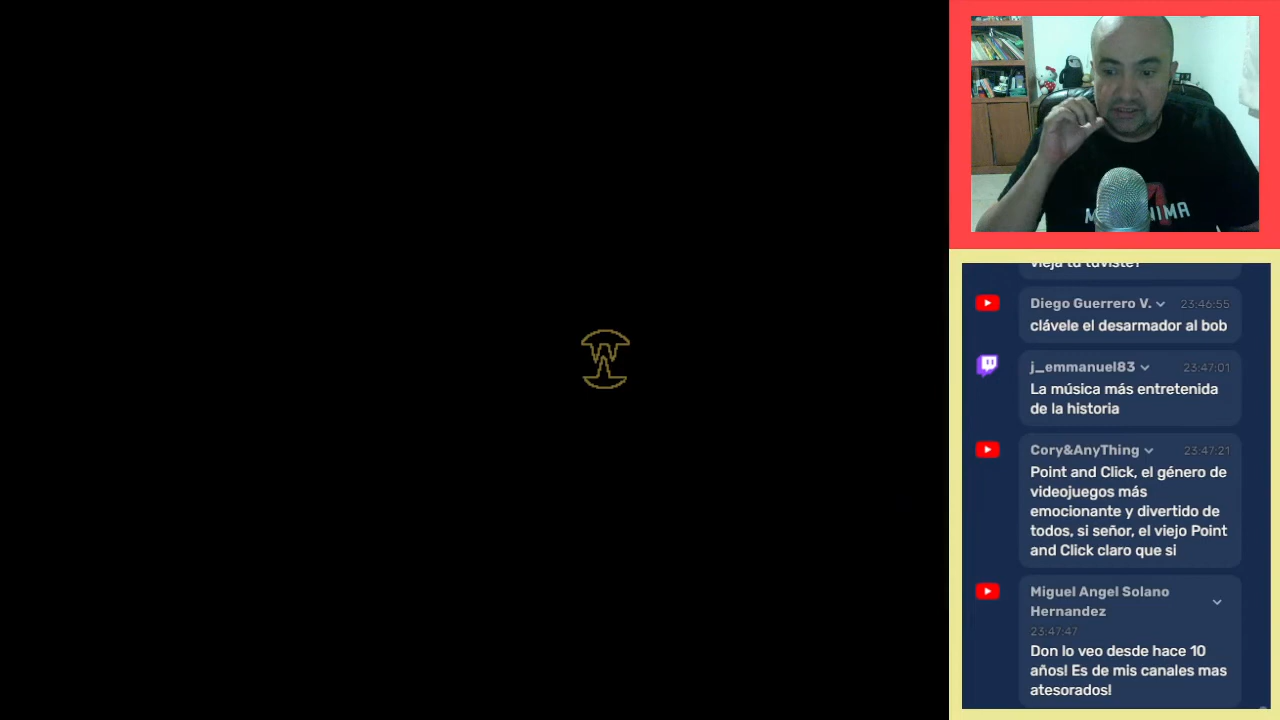 Diego Guerrero V. 23:46:55
clávele el desarmador al bob
j_emmanuel83 23:47:01
La música más entretenida
de la historia
Cory&AnyThing 23:47:21
Point and Click, el género de
videojuegos más
emocionante y divertido de
todos, si señor, el viejo Point
and Click claro que si
Miguel Angel Solano
Hernandez
23:47:47
Don lo veo desde hace 10
años! Es de mis canales mas
atesorados!